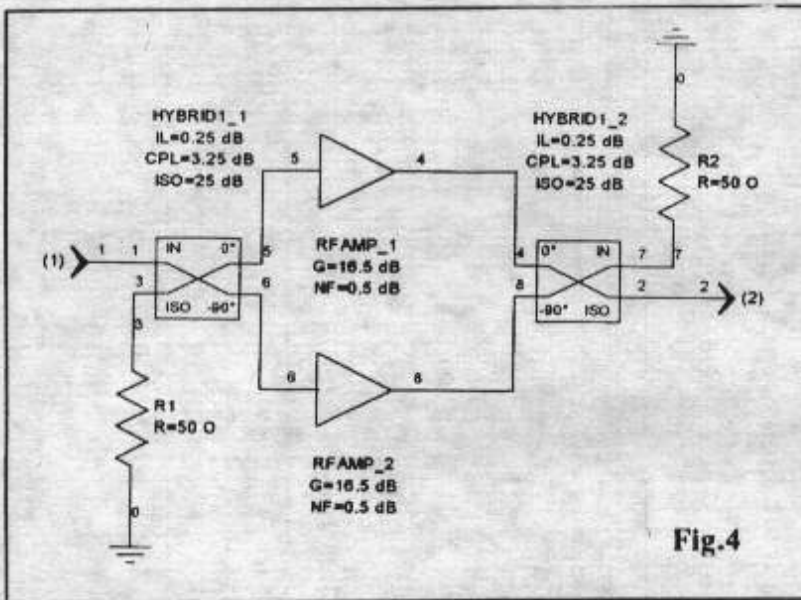 HYBRID1_1
IL=0.25 dB
CPL=3.25 dB
ISO=25 dB
5
4
HYBRID1_2
IL=0.25 dB
CPL=3.25 dB
ISO=25 dB
0
R2
R=50 O
RFAMP_1
G=16.5 dB
NF=0.5 dB
(1)
1
1
IN
0°
5
3
ISO
-90°
6
3
4
0°
IN
7
7
8
-90°
ISO
2
2
(2)
6
8
R1
R=50 O
0
RFAMP_2
G=16.5 dB
NF=0.5 dB
Fig.4